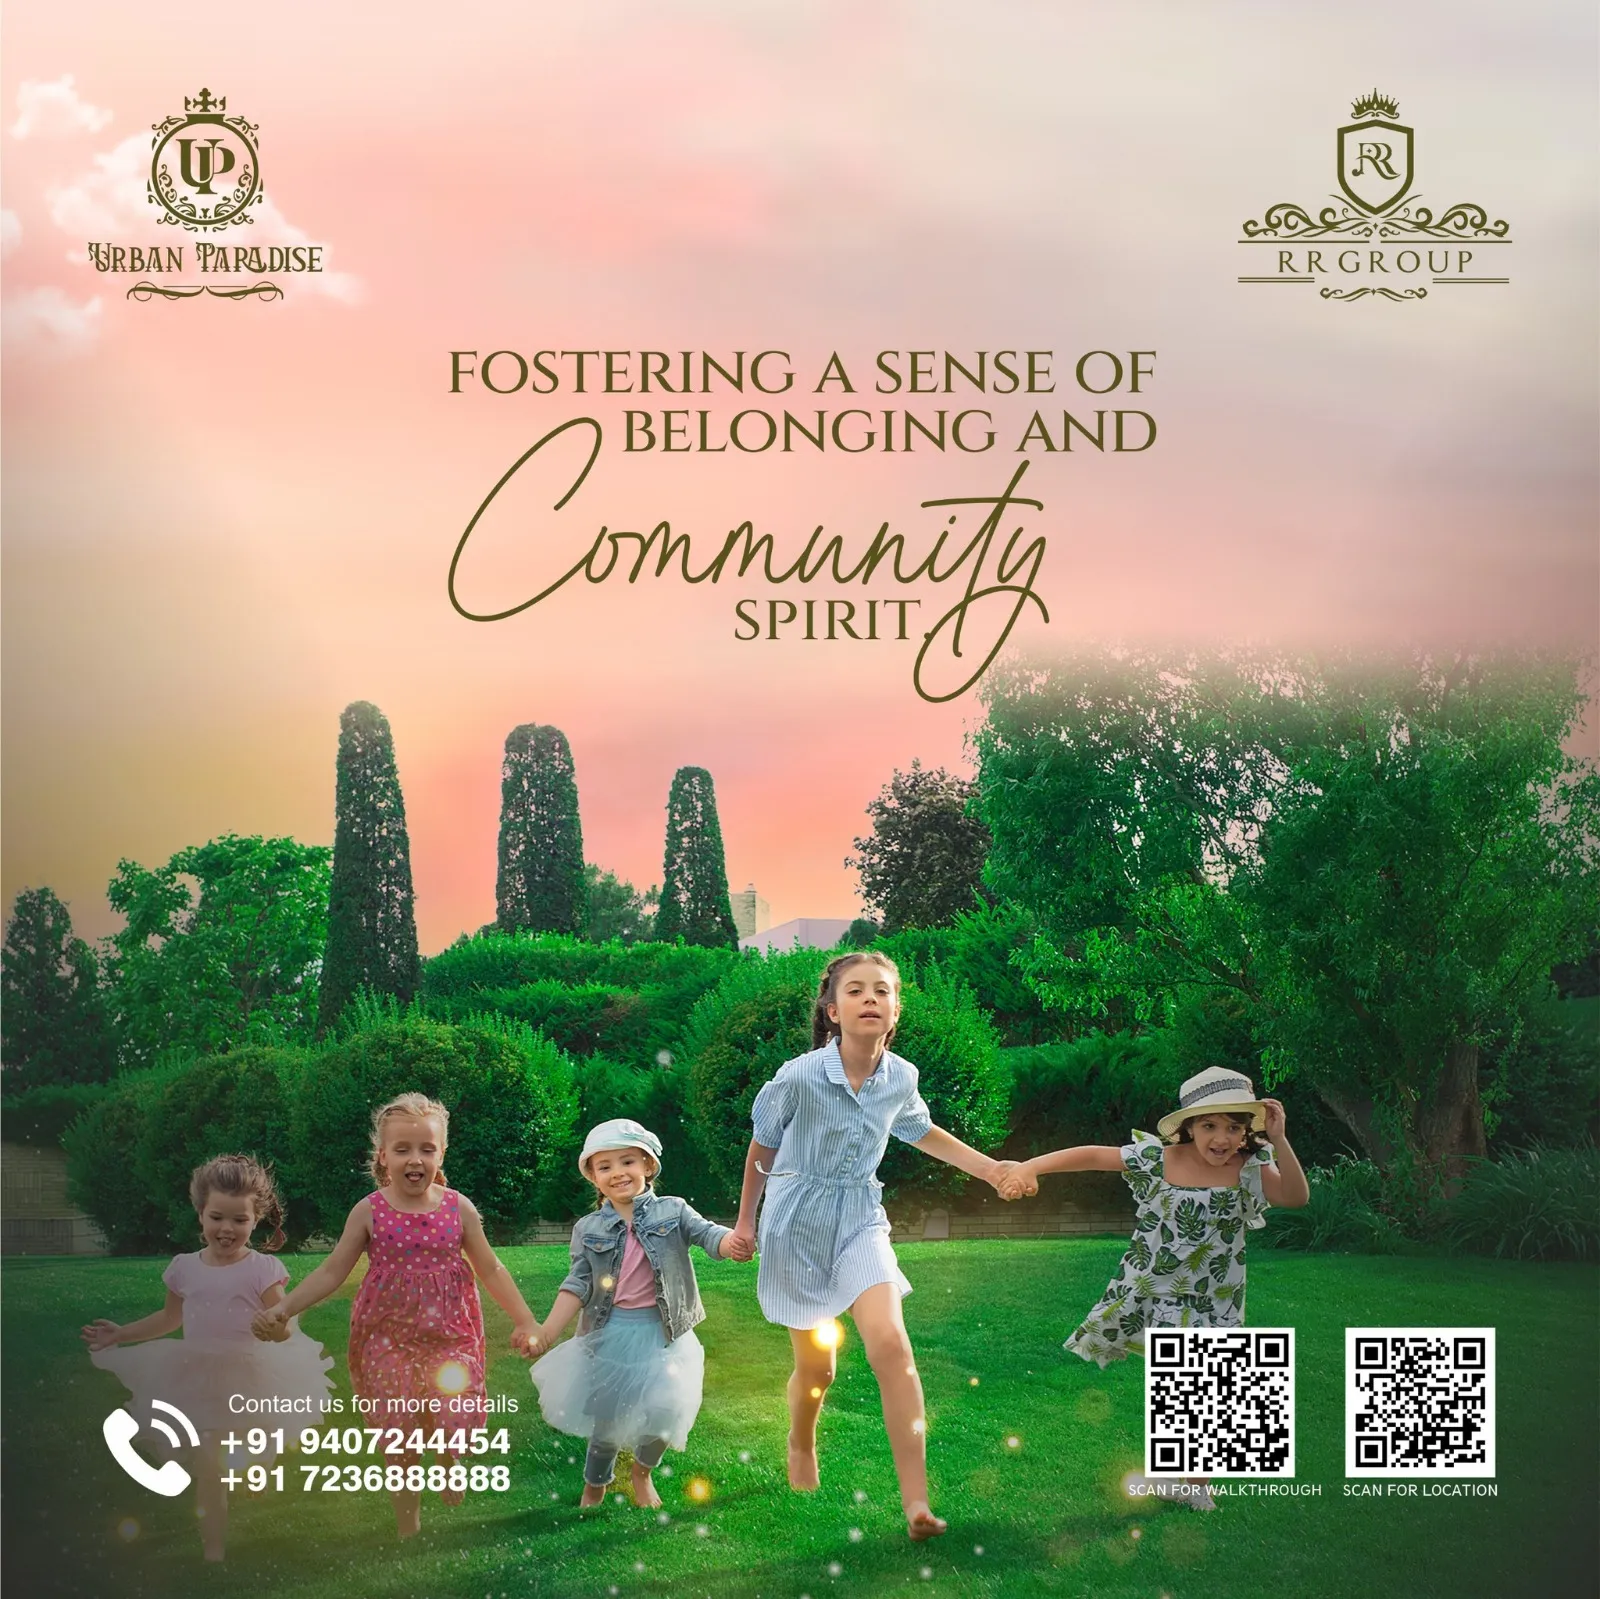 UP
URBAN PARADISE
RR
RR GROUP
FOSTERING A SENSE OF
BELONGING AND
Community
SPIRIT.
Contact us for more details
+91 9407244454
+91 7236888888
SCAN FOR WALKTHROUGH
SCAN FOR LOCATION